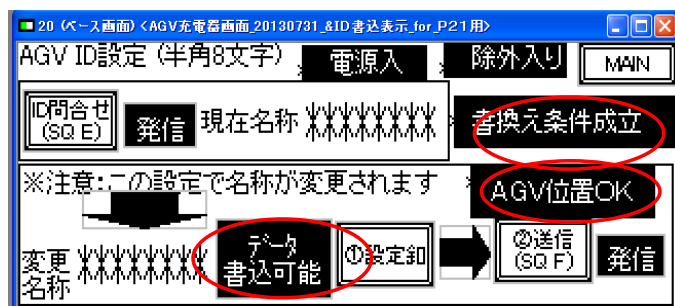 20 (ベース画面) <AGV充電器画面_20130731_&ID書込表示_for_P21用>
AGV ID設定 (半角8文字) 電源入 除外入り MAIN
ID問合せ (SQ E) 発信 現在名称 XXXXXXXX 書換え条件成立
※注意:この設定で名称が変更されます * AGV位置OK
変更名称 XXXXXXXX データ書込可能 ①設定釦 ②送信 (SQ F) 発信